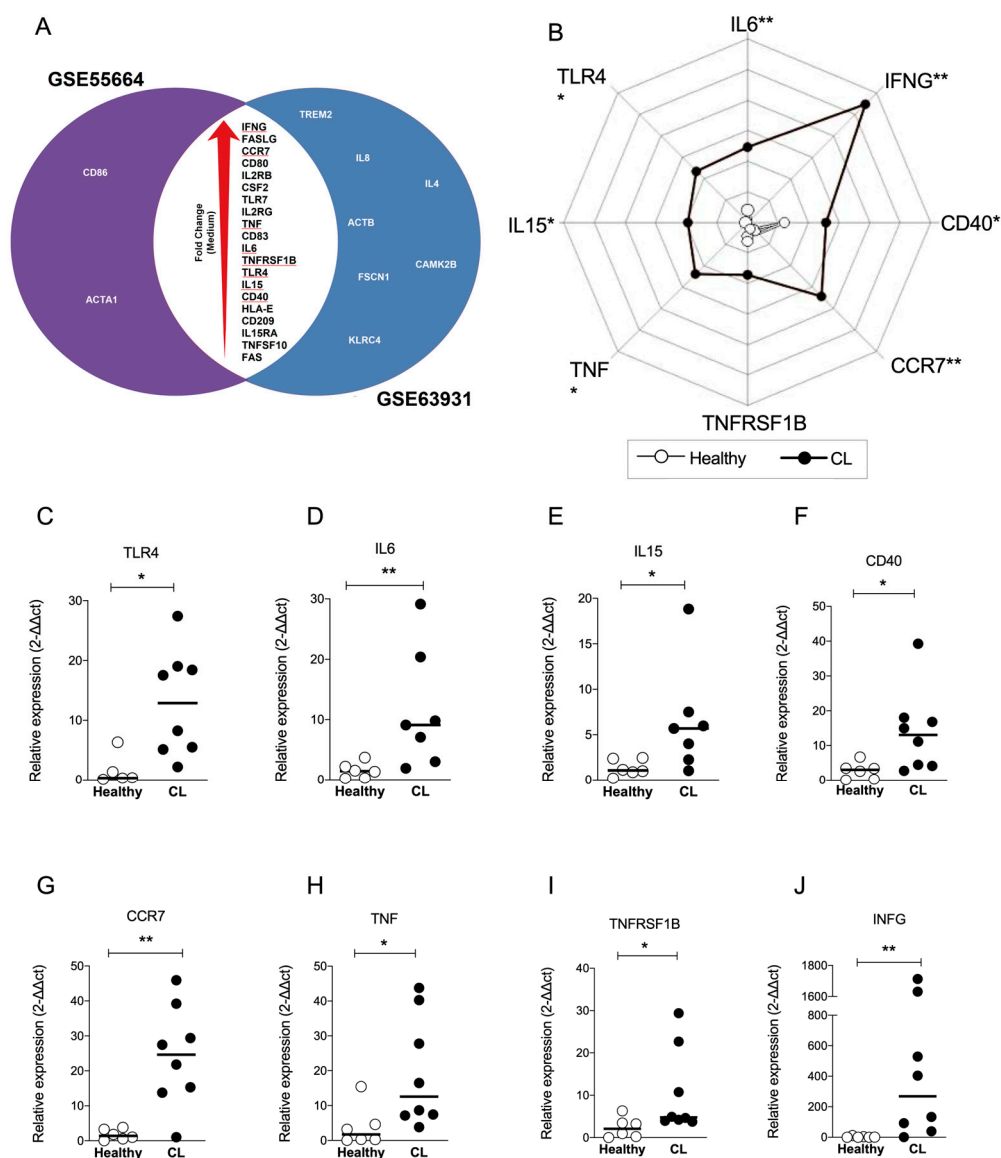 A
GSE55664
CD86
ACTA1
Fold Change
(Medium)
IFNG
FASLG
CCR7
CD80
IL2RB
CSF2
TLR7
IL2RG
TNF
CD83
IL6
TNFRSF1B
TLR4
IL15
CD40
HLA-E
CD209
IL15RA
TNFSF10
FAS
TREM2
IL8
IL4
ACTB
CAMK2B
FSCN1
KLRC4
GSE63931
B
IL6**
IFNG**
CD40*
CCR7**
TNFRSF1B
TNF
*
IL15*
TLR4
*
Healthy
CL
C
TLR4
*
Relative expression (2-ΔΔct)
30
20
10
0
Healthy
CL
D
IL6
**
Relative expression (2-ΔΔct)
30
20
10
0
Healthy
CL
E
IL15
*
Relative expression (2-ΔΔct)
20
15
10
5
0
Healthy
CL
F
CD40
*
Relative expression (2-ΔΔct)
50
40
30
20
10
0
Healthy
CL
G
CCR7
**
Relative expression (2-ΔΔct)
50
40
30
20
10
0
Healthy
CL
H
TNF
*
Relative expression (2-ΔΔct)
50
40
30
20
10
0
Healthy
CL
I
TNFRSF1B
*
Relative expression (2-ΔΔct)
40
30
20
10
0
Healthy
CL
J
INFG
**
Relative expression (2-ΔΔct)
1800
1600
800
600
400
200
0
Healthy
CL